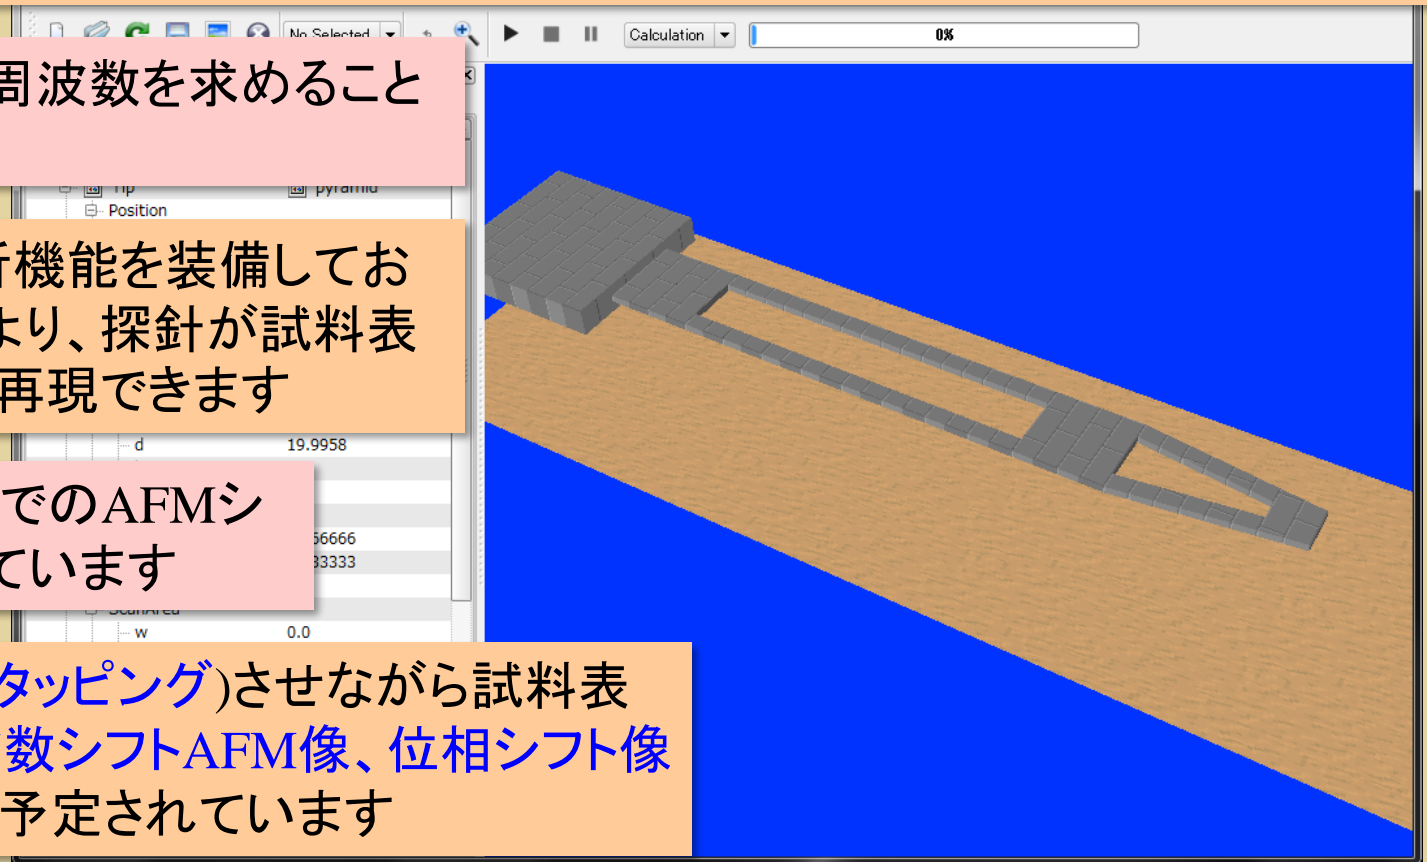 No Selected
Calculation
0%
周波数を求めること
Tip pyramid
Position
機能を装備してお
より、探針が試料表
再現できます
d 19.9958
でのAFMシ
ています
66666
33333
ScanArea
w 0.0
タッピング)させながら試料表
数シフトAFM像、位相シフト像
予定されています